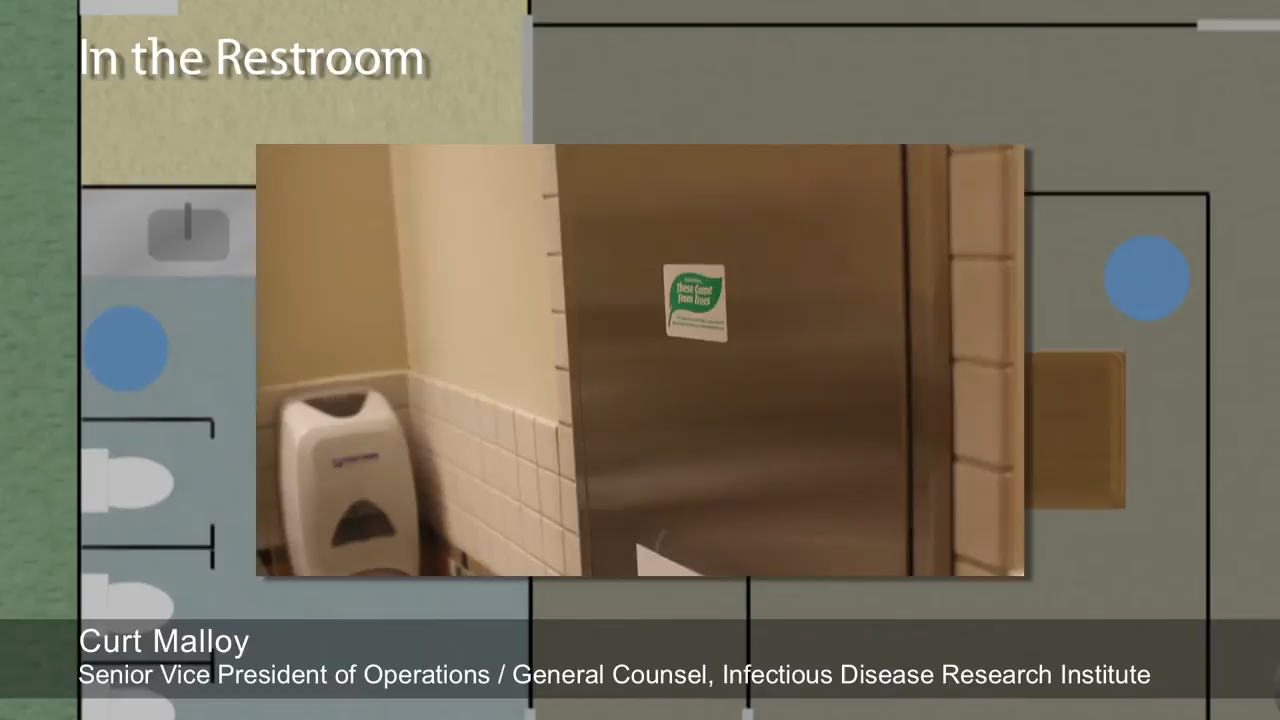 In the Restroom
These Come
From Trees
Curt Malloy
Senior Vice President of Operations / General Counsel, Infectious Disease Research Institute